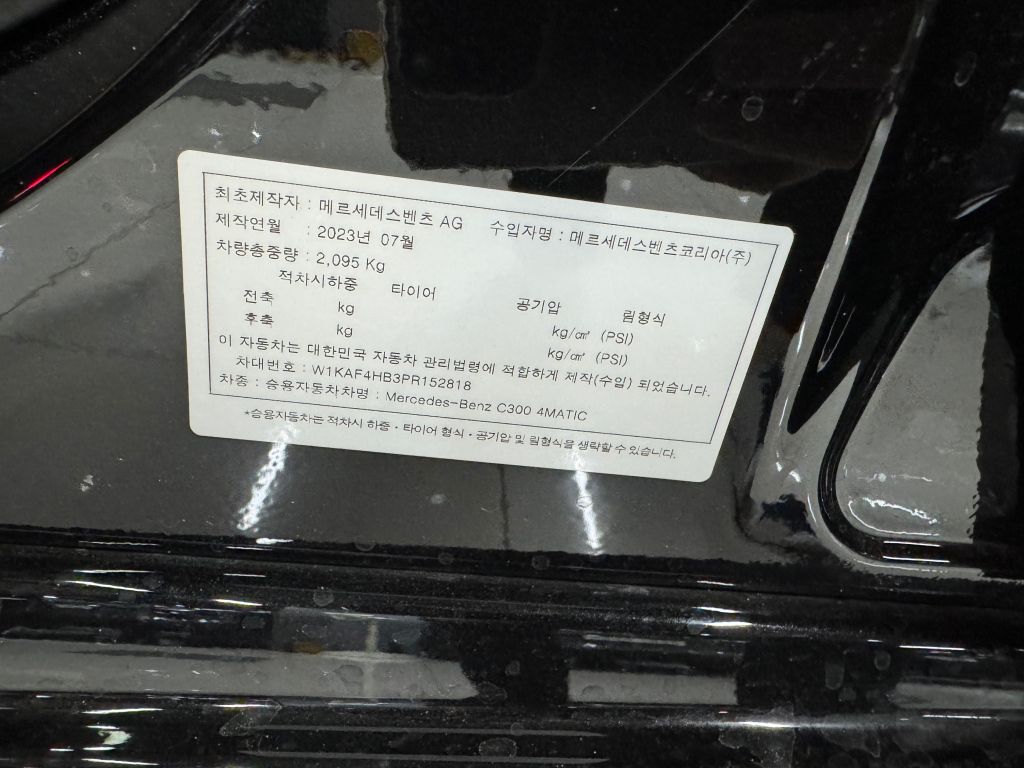 최초제작자 : 메르세데스벤츠 AG 수입자명 : 메르세데스벤츠코리아(주)
제작연월 : 2023년 07월
차량총중량 : 2,095 Kg
적차시하중 타이어 공기압 림형식
전축 kg kg/㎠ (PSI)
후축 kg kg/㎠ (PSI)
이 자동차는 대한민국 자동차 관리법령에 적합하게 제작(수입) 되었습니다.
차대번호 : W1KAF4HB3PR152818
차종 : 승용자동차차명 : Mercedes-Benz C300 4MATIC
*승용자동차는 적차시 하중・타이어 형식・공기압 및 림형식을 생략할 수 있습니다.